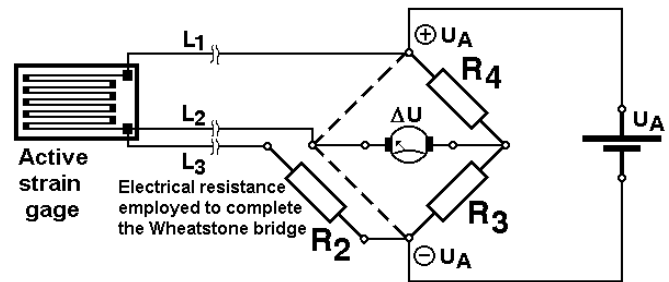 L1
⊕ UA
R4
L2
ΔU
UA
L3
Active
strain
gage
Electrical resistance
employed to complete
the Wheatstone bridge
R2
R3
⊖ UA